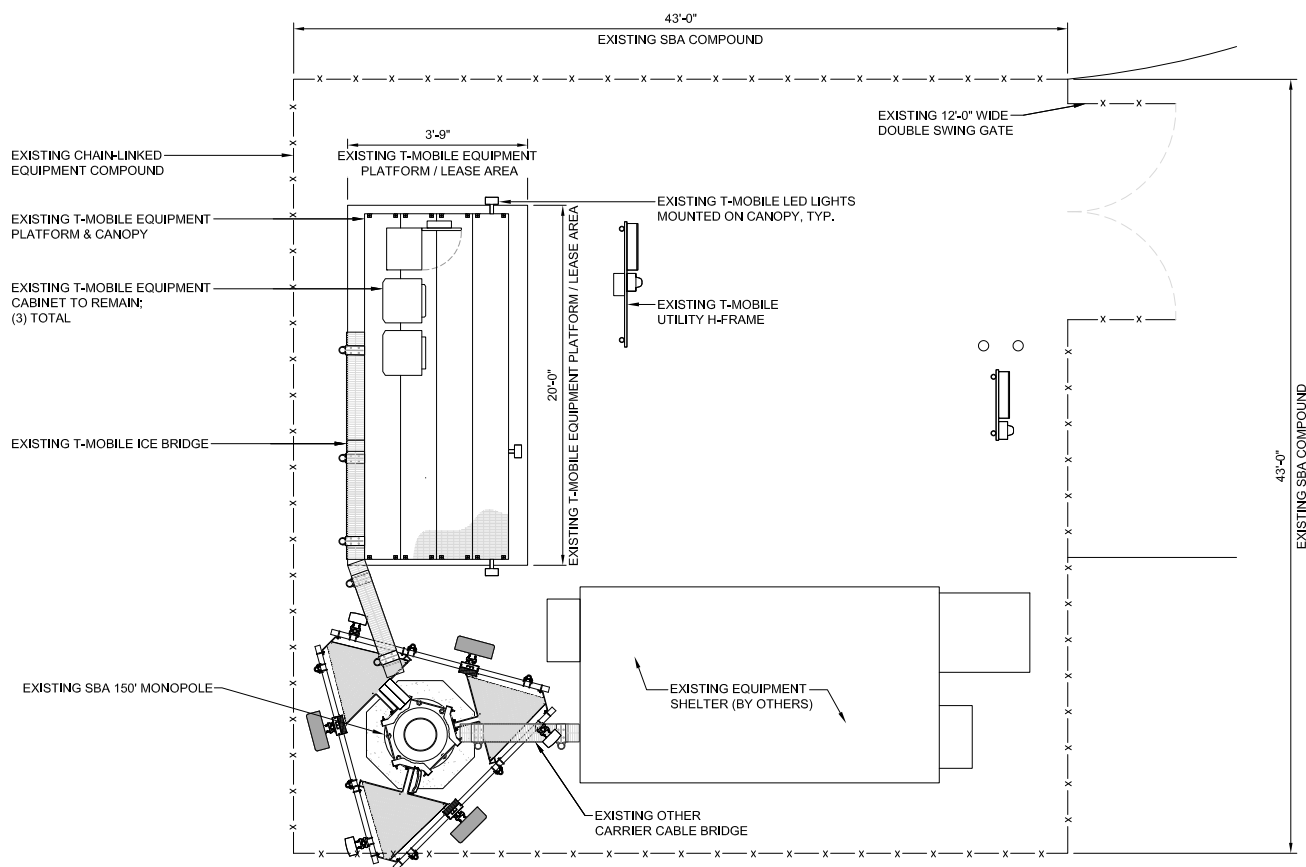 43'-0"
EXISTING SBA COMPOUND
EXISTING 12'-0" WIDE
DOUBLE SWING GATE
3'-9"
EXISTING T-MOBILE EQUIPMENT
PLATFORM / LEASE AREA
EXISTING CHAIN-LINKED
EQUIPMENT COMPOUND
EXISTING T-MOBILE LED LIGHTS
MOUNTED ON CANOPY, TYP.
EXISTING T-MOBILE EQUIPMENT
PLATFORM & CANOPY
EXISTING T-MOBILE EQUIPMENT
CABINET TO REMAIN;
(3) TOTAL
EXISTING T-MOBILE
UTILITY H-FRAME
20'-0"
EXISTING T-MOBILE EQUIPMENT PLATFORM / LEASE AREA
43'-0"
EXISTING SBA COMPOUND
EXISTING T-MOBILE ICE BRIDGE
EXISTING SBA 150' MONOPOLE
EXISTING EQUIPMENT
SHELTER (BY OTHERS)
EXISTING OTHER
CARRIER CABLE BRIDGE